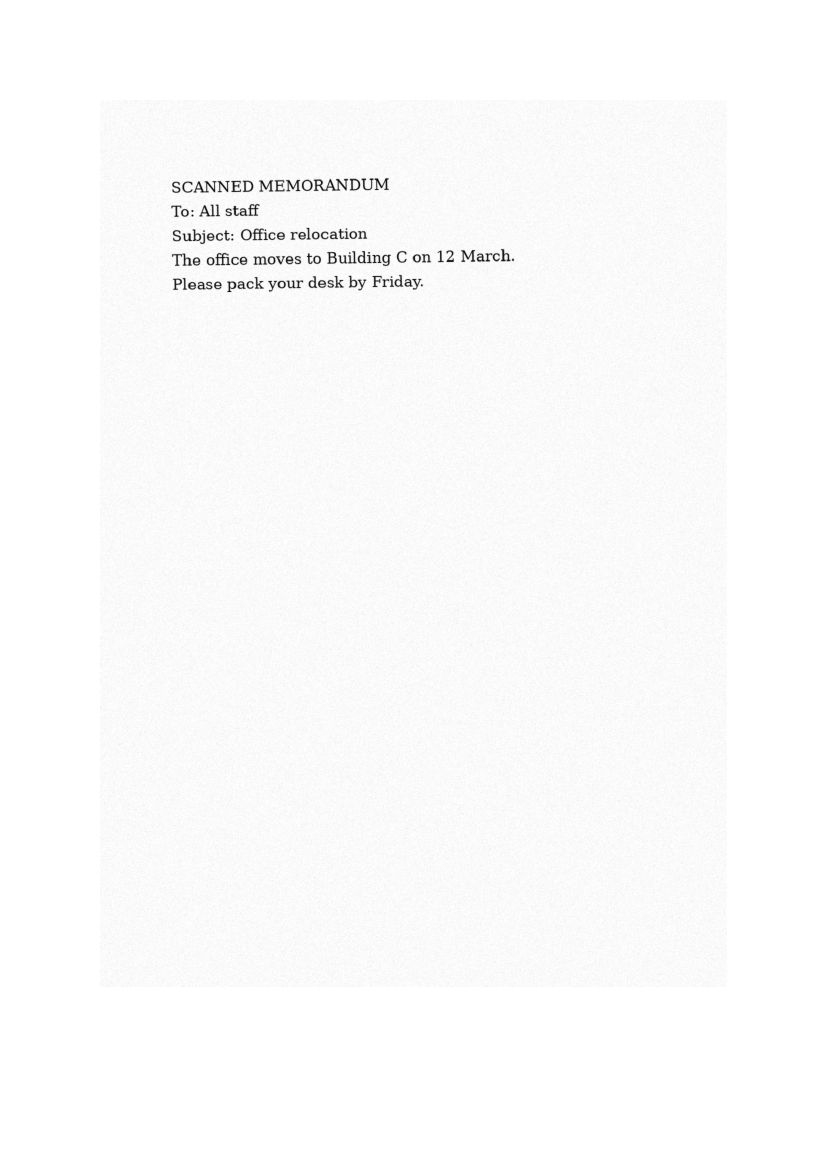 SCANNED MEMORANDUM
To: All staff
Subject: Office relocation
The office moves to Building C on 12 March.
Please pack your desk by Friday.